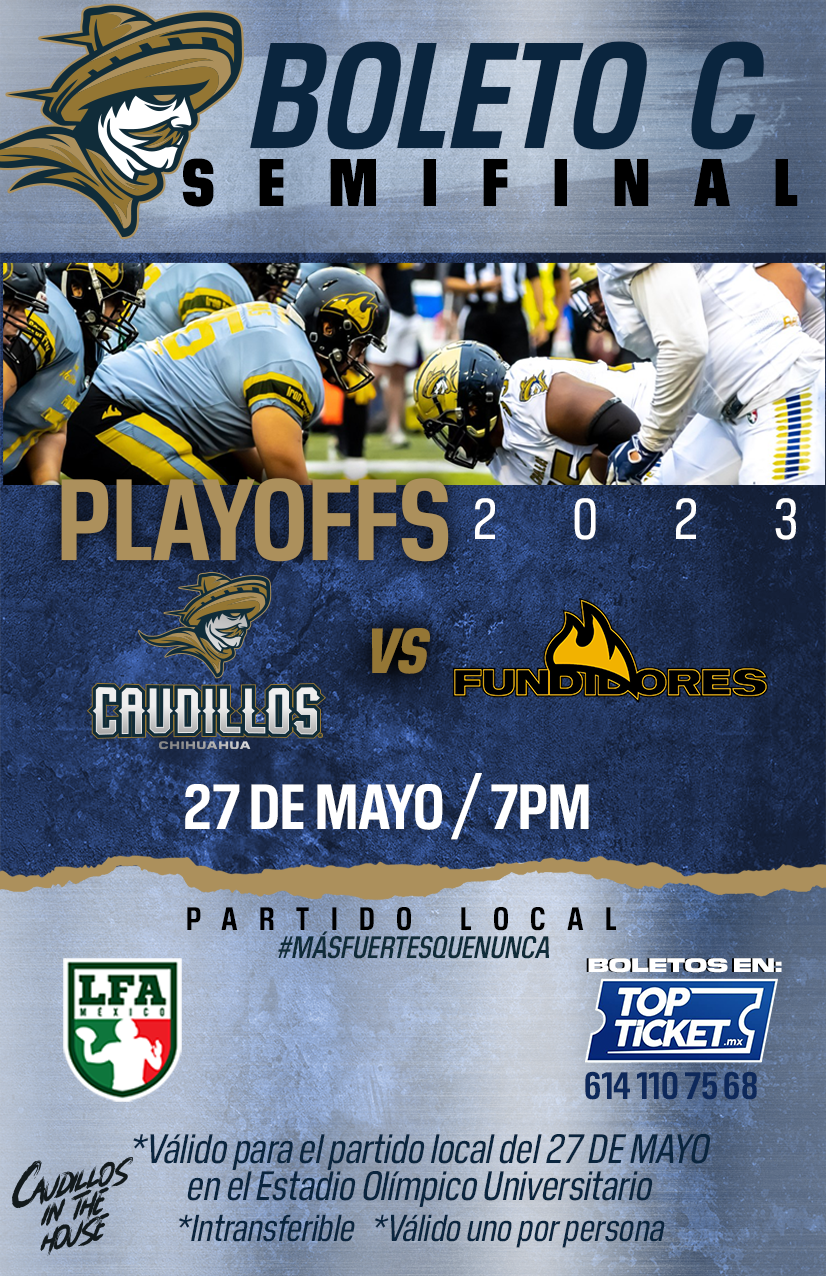 BOLETO C
SEMIFINAL
PLAYOFFS 2023
VS
CAUDILLOS
CHIHUAHUA
FUNDIDORES
27 DE MAYO / 7PM
PARTIDO LOCAL
#MÁSFUERTESQUENUNCA
LFA
MÉXICO
BOLETOS EN:
TOP
TICKET.mx
614 110 75 68
*Válido para el partido local del 27 DE MAYO
en el Estadio Olímpico Universitario
*Intransferible *Válido uno por persona
CAUDILLOS
IN THE
HOUSE